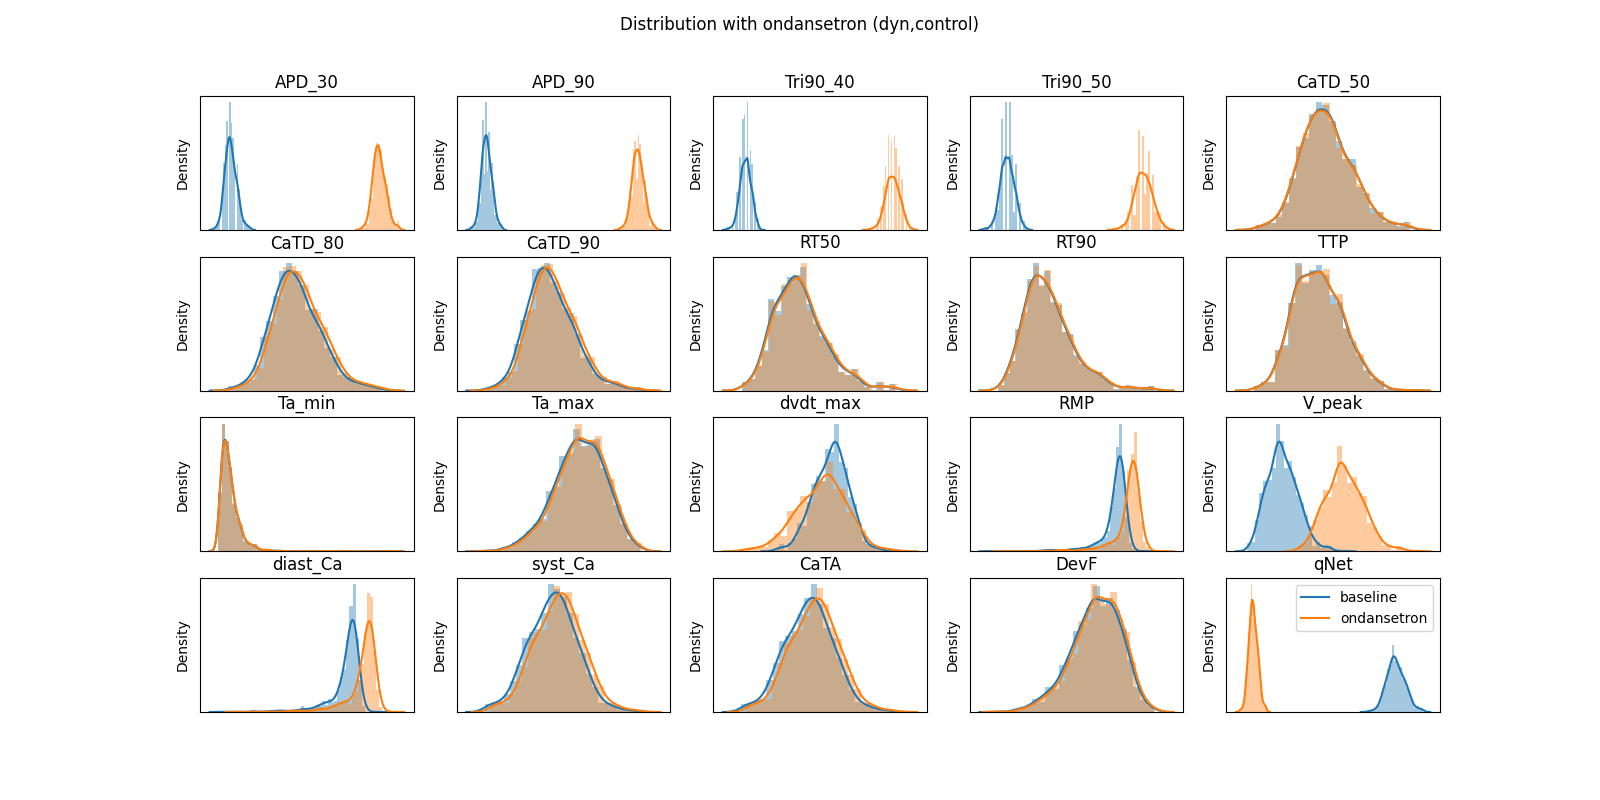 Distribution with ondansetron (dyn,control)
APD_30
APD_90
Tri90_40
Tri90_50
CaTD_50
Density
Density
Density
Density
Density
CaTD_80
CaTD_90
RT50
RT90
TTP
Density
Density
Density
Density
Density
Ta_min
Ta_max
dvdt_max
RMP
V_peak
Density
Density
Density
Density
Density
diast_Ca
syst_Ca
CaTA
DevF
qNet
Density
Density
Density
Density
Density
baseline
ondansetron